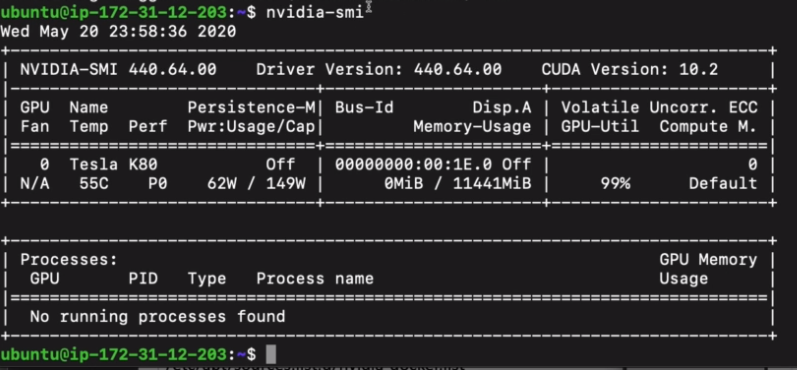 ubuntu@ip-172-31-12-203:~$ nvidia-smi
Wed May 20 23:58:36 2020
+-----------------------------------------------------------------------------+
| NVIDIA-SMI 440.64.00    Driver Version: 440.64.00    CUDA Version: 10.2     |
|-------------------------------+----------------------+----------------------+
| GPU  Name        Persistence-M| Bus-Id        Disp.A | Volatile Uncorr. ECC |
| Fan  Temp  Perf  Pwr:Usage/Cap|         Memory-Usage | GPU-Util  Compute M. |
|===============================+======================+======================|
|   0  Tesla K80           Off  | 00000000:00:1E.0 Off |                    0 |
| N/A   55C    P0    62W / 149W |      0MiB / 11441MiB |     99%      Default |
+-------------------------------+----------------------+----------------------+
+-----------------------------------------------------------------------------+
| Processes:                                                       GPU Memory |
|  GPU       PID   Type   Process name                             Usage      |
|=============================================================================|
|  No running processes found                                                 |
+-----------------------------------------------------------------------------+
ubuntu@ip-172-31-12-203:~$